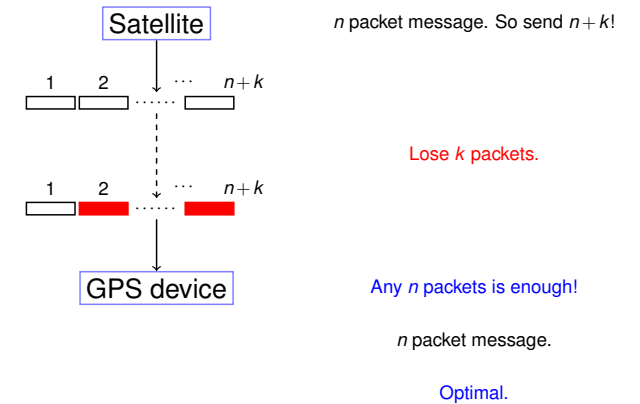 Satellite
n packet message. So send n+k!
1 2 ··· n+k
······
Lose k packets.
1 2 ··· n+k
······
GPS device
Any n packets is enough!
n packet message.
Optimal.